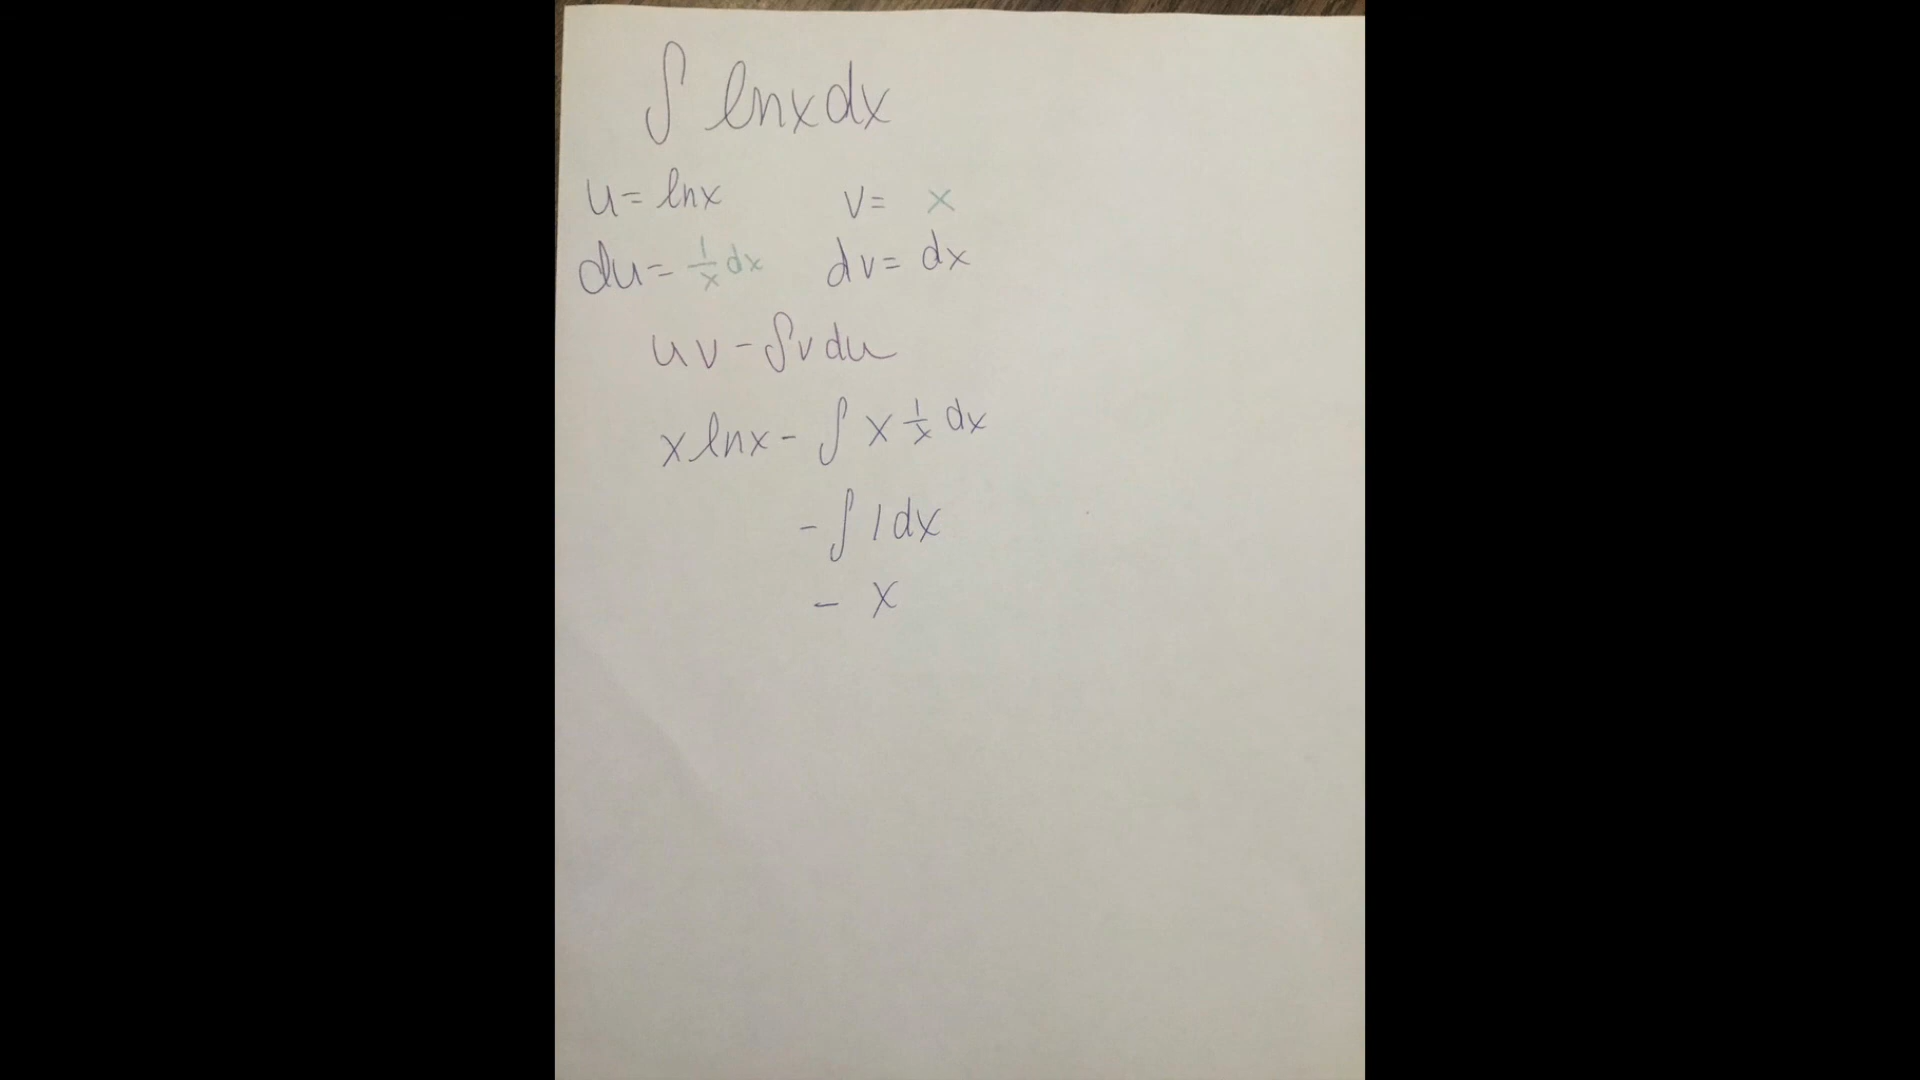 ∫ lnx dx
u = lnx v = x
du = 1/x dx dv = dx
uv - ∫v du
x lnx - ∫ x 1/x dx
- ∫ 1 dx
- x